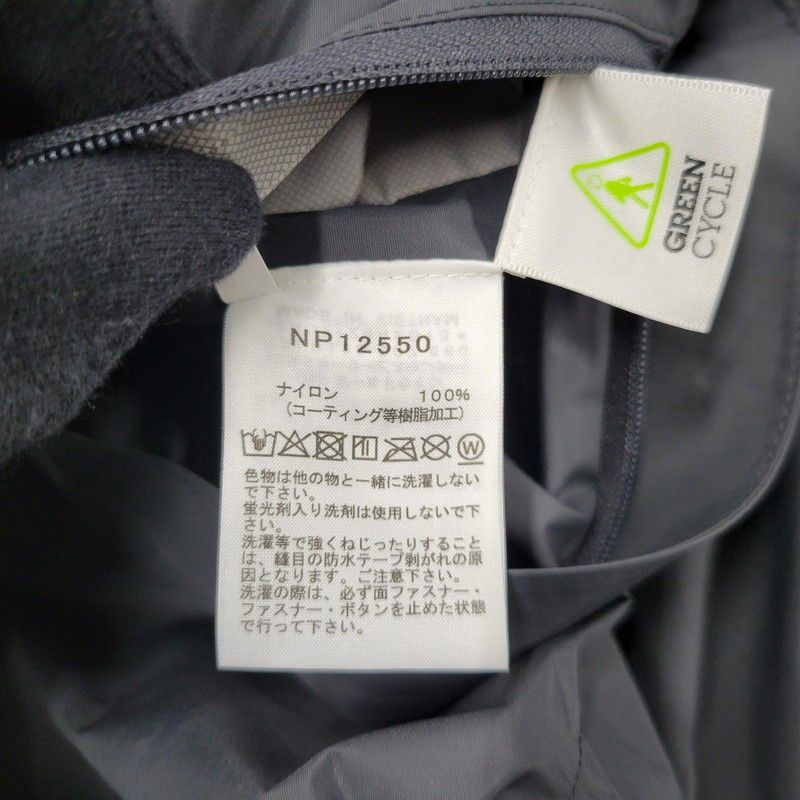 GREEN
CYCLE
NP12550
ナイロン 100%
(コーティング等樹脂加工)
色物は他の物と一緒に洗濯しない
で下さい。
蛍光剤入り洗剤は使用しないで下
さい。
洗濯等で強くねじったりすること
は、縫目の防水テープ剥がれの原
因となります。ご注意下さい。
洗濯の際は、必ず面ファスナー・
ファスナー・ボタンを止めた状態
で行って下さい。